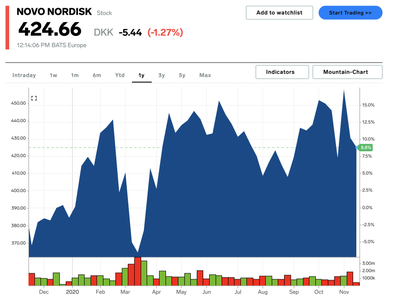 NOVO NORDISK Stock
424.66 DKK -5.44 (-1.27%)
12:14:06 PM BATS Europe
Add to watchlist
Start Trading >>
Intraday 1w 1m 6m Ytd 1y 3y 5y Max
Indicators
Mountain-Chart
450.00
430.00
420.00
410.00
400.00
390.00
380.00
370.00
15.0%
12.5%
10.0%
7.5%
5.0%
2.5%
0.0%
-2.5%
-5.0%
3.00m
2.00m
1000k
Dec 2020 Feb Mar Apr May Jun Jul Aug Sep Oct Nov